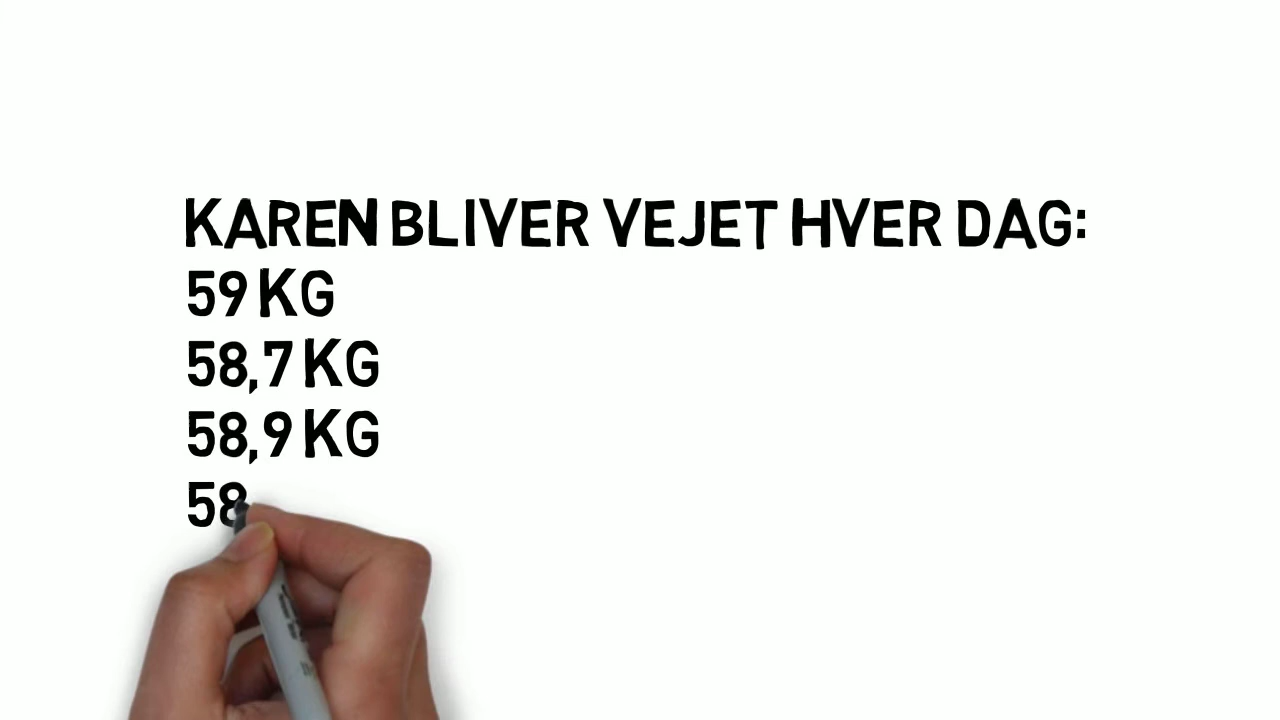 KAREN BLIVER VEJET HVER DAG:
59 KG
58,7 KG
58,9 KG
58